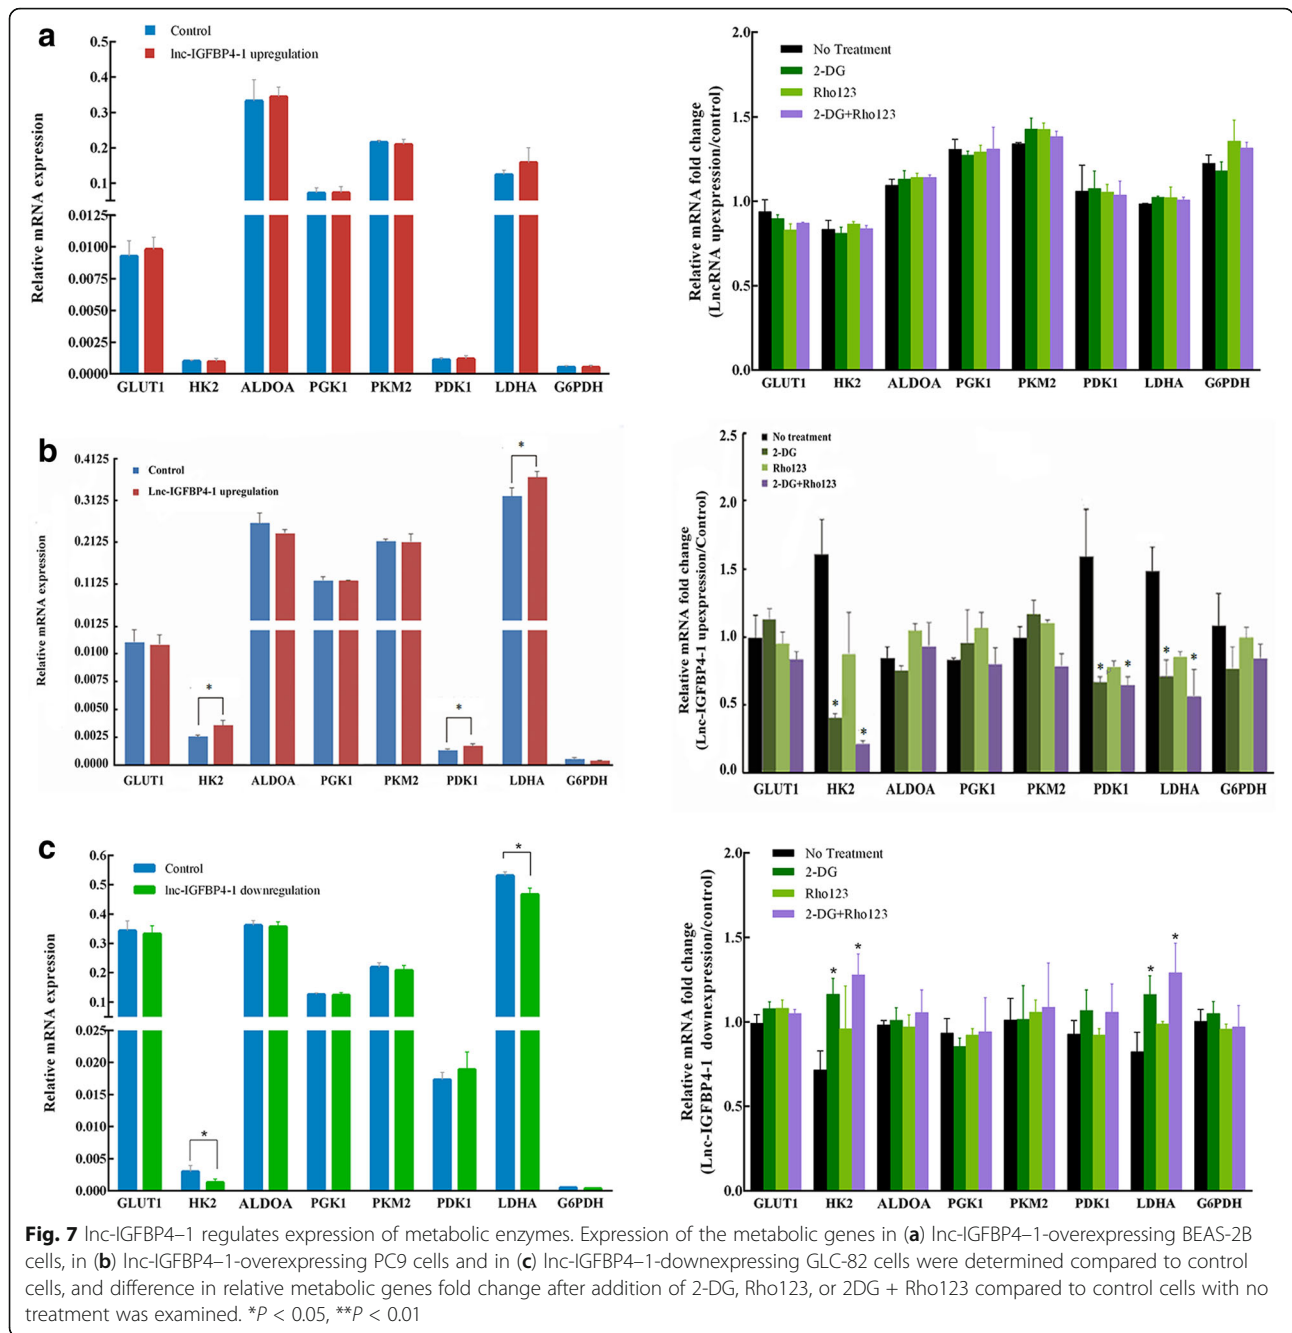 a
Control
lnc-IGFBP4-1 upregulation
Relative mRNA expression
0.5
0.4
0.3
0.2
0.1
0.0125
0.0100
0.0075
0.0050
0.0025
0.0000
GLUT1 HK2 ALDOA PGK1 PKM2 PDK1 LDHA G6PDH
No Treatment
2-DG
Rho123
2-DG+Rho123
Relative mRNA fold change
(LncRNA upexpression/control)
2.0
1.5
1.0
0.5
0.0
GLUT1 HK2 ALDOA PGK1 PKM2 PDK1 LDHA G6PDH
b
Control
Lnc-IGFBP4-1 upregulation
Relative mRNA expression
0.4125
0.3125
0.2125
0.1125
0.0125
0.0100
0.0075
0.0050
0.0025
0.0000
* * *
GLUT1 HK2 ALDOA PGK1 PKM2 PDK1 LDHA G6PDH
No treatment
2-DG
Rho123
2-DG+Rho123
Relative mRNA fold change
(Lnc-IGFBP4-1 upexpression/Control)
2.5
2.0
1.5
1.0
0.5
0.0
* * * * * *
GLUT1 HK2 ALDOA PGK1 PKM2 PDK1 LDHA G6PDH
c
Control
lnc-IGFBP4-1 downregulation
Relative mRNA expression
0.6
0.5
0.4
0.3
0.2
0.1
0.025
0.020
0.015
0.010
0.005
0.000
* *
GLUT1 HK2 ALDOA PGK1 PKM2 PDK1 LDHA G6PDH
No Treatment
2-DG
Rho123
2-DG+Rho123
Relative mRNA fold change
(Lnc-IGFBP4-1 downexpression/control)
2.0
1.5
1.0
0.5
0.0
* * * *
GLUT1 HK2 ALDOA PGK1 PKM2 PDK1 LDHA G6PDH
Fig. 7 lnc-IGFBP4–1 regulates expression of metabolic enzymes. Expression of the metabolic genes in (a) lnc-IGFBP4–1-overexpressing BEAS-2B
cells, in (b) lnc-IGFBP4–1-overexpressing PC9 cells and in (c) lnc-IGFBP4–1-downexpressing GLC-82 cells were determined compared to control
cells, and difference in relative metabolic genes fold change after addition of 2-DG, Rho123, or 2DG + Rho123 compared to control cells with no
treatment was examined. *P < 0.05, **P < 0.01